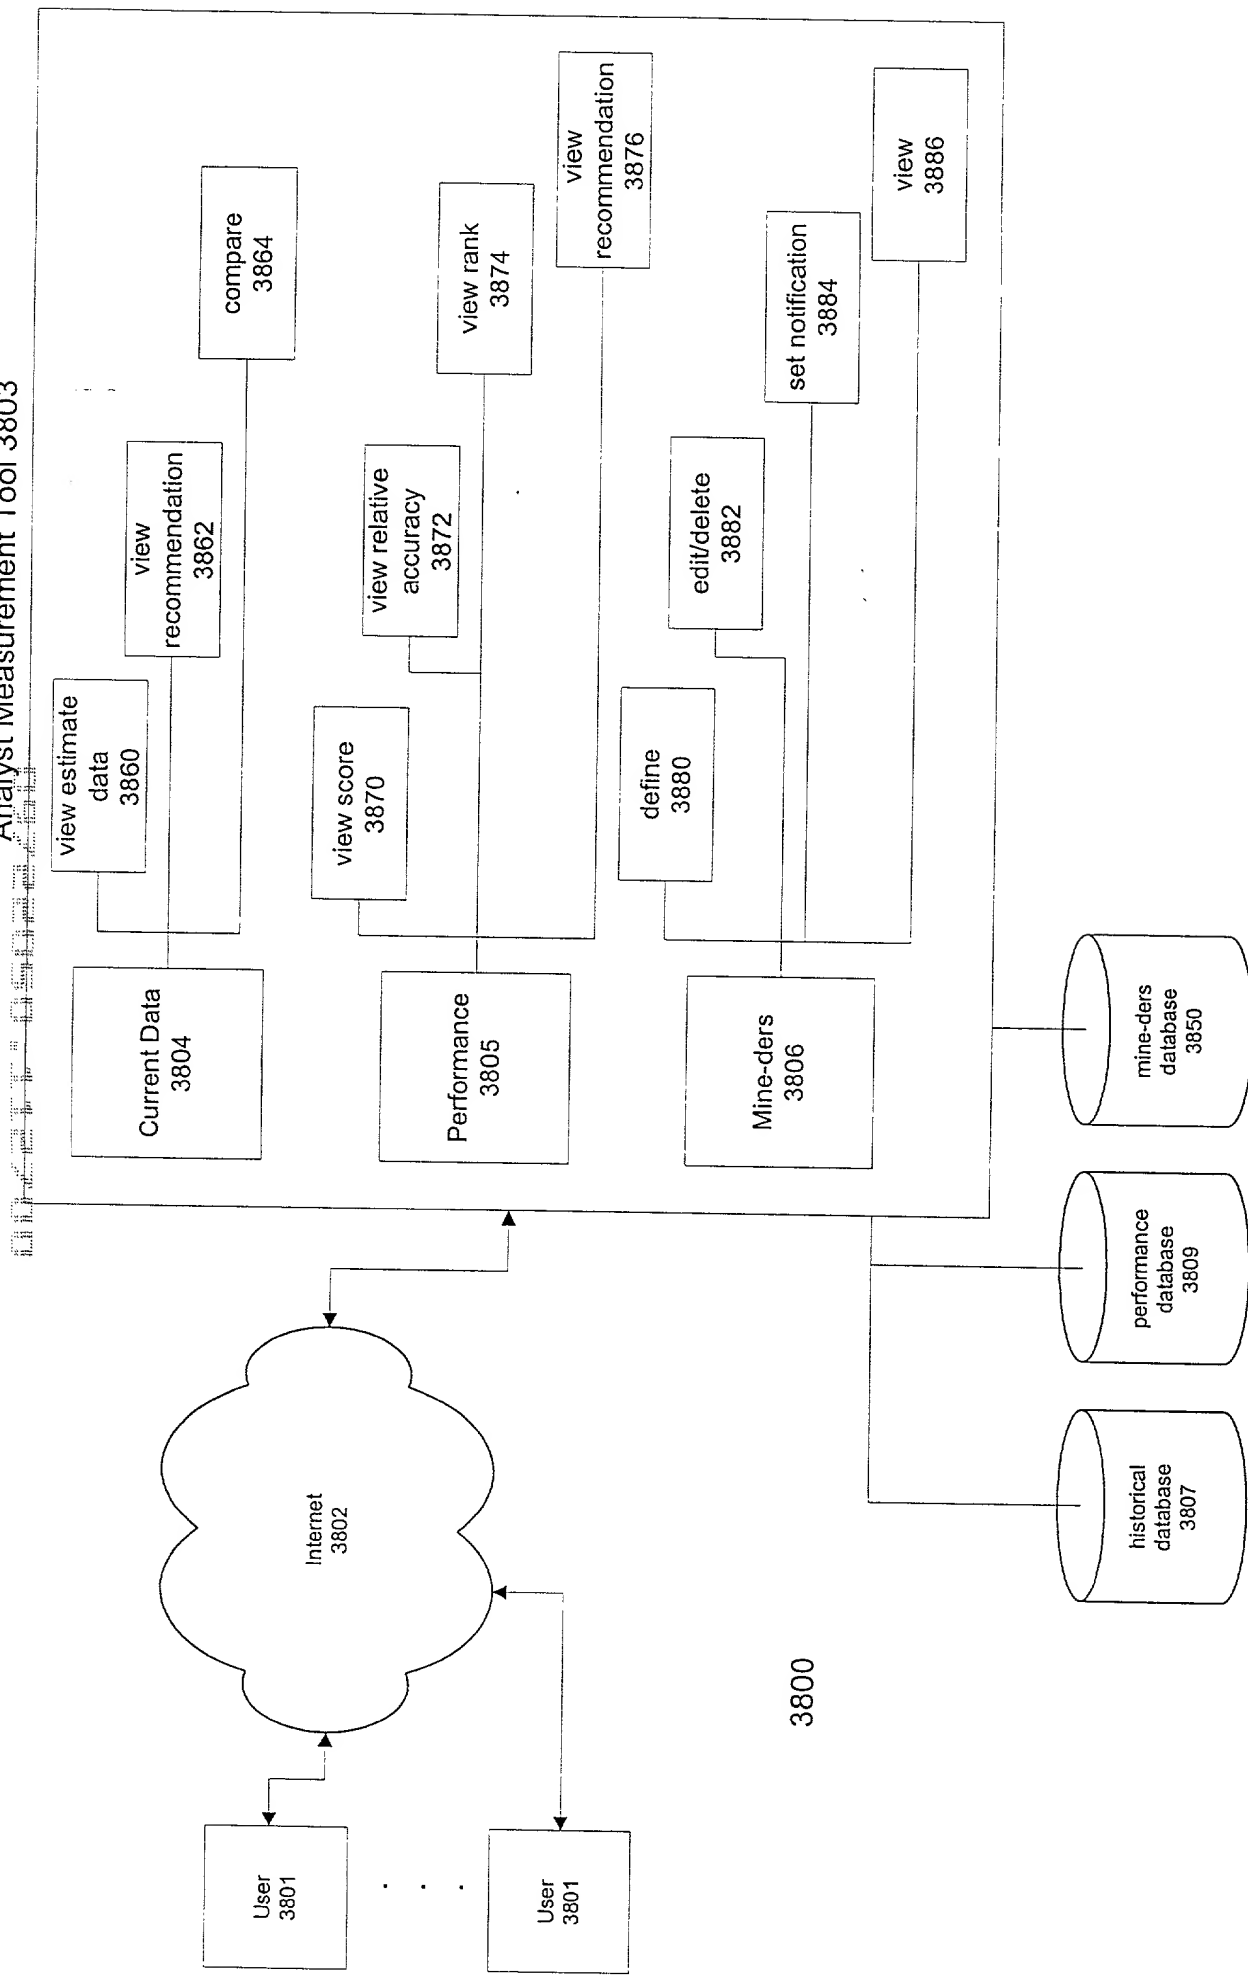 Analyst Measurement Tool 3803
User
3801
User
3801
Internet
3802
Current Data
3804
view estimate
data
3860
view
recommendation
3862
compare
3864
Performance
3805
view score
3870
view relative
accuracy
3872
view rank
3874
view
recommendation
3876
Mine-ders
3806
define
3880
edit/delete
3882
set notification
3884
view
3886
historical
database
3807
performance
database
3809
mine-ders
database
3850
3800